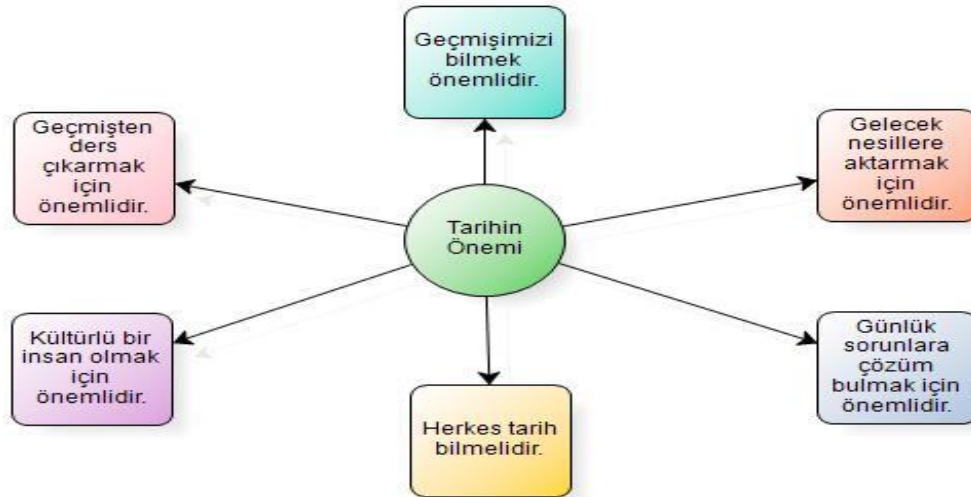 Geçmişimizi
bilmek
önemlidir.
Geçmişten
ders
çıkarmak
için
önemlidir.
Gelecek
nesillere
aktarmak
için
önemlidir.
Tarihin
Önemi
Kültürlü bir
insan olmak
için
önemlidir.
Günlük
sorunlara
çözüm
bulmak için
önemlidir.
Herkes tarih
bilmelidir.